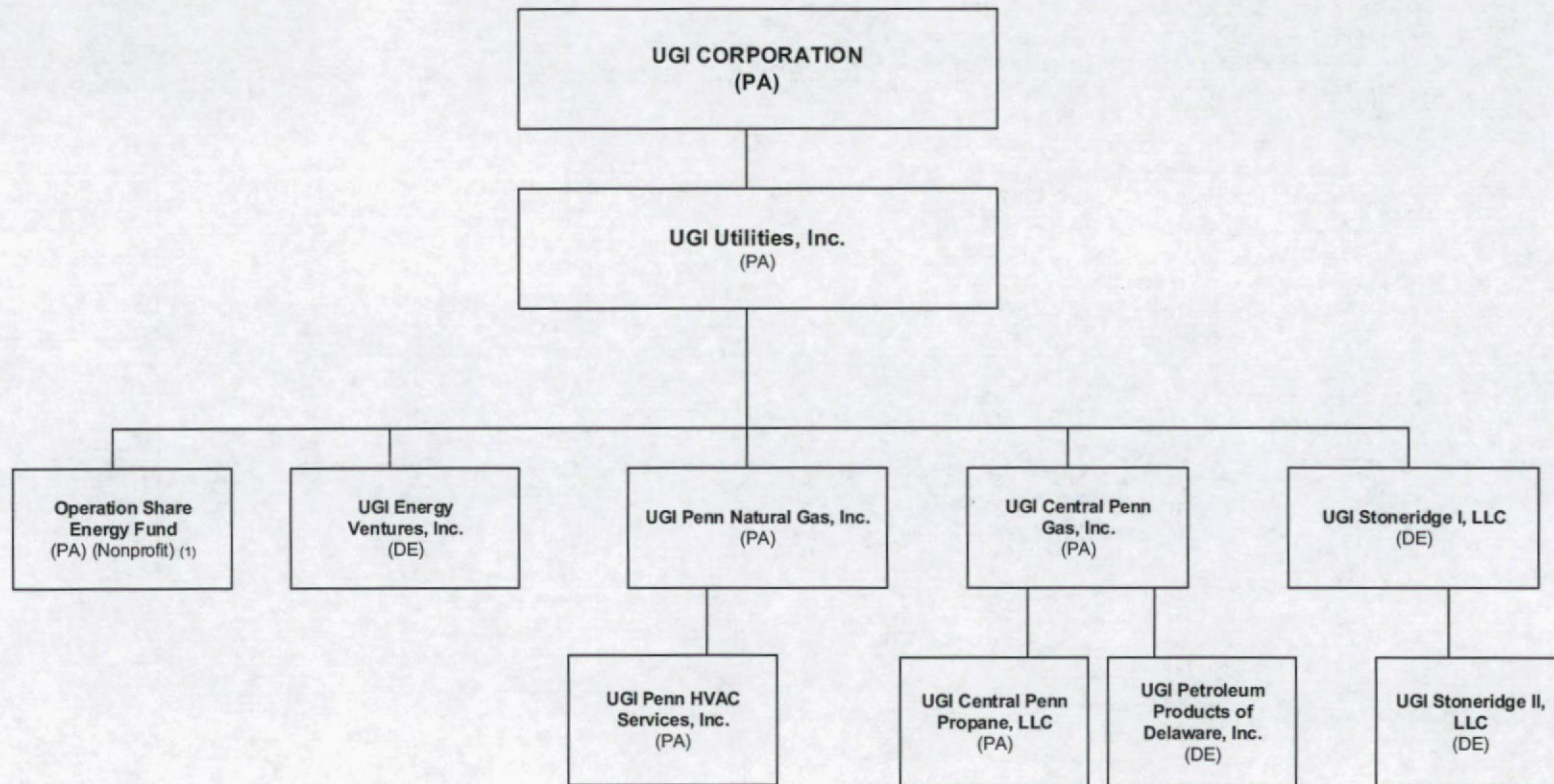 UGI CORPORATION
(PA)
UGI Utilities, Inc.
(PA)
Operation Share
Energy Fund
(PA) (Nonprofit) (1)
UGI Energy
Ventures, Inc.
(DE)
UGI Penn Natural Gas, Inc.
(PA)
UGI Central Penn
Gas, Inc.
(PA)
UGI Stoneridge I, LLC
(DE)
UGI Penn HVAC
Services, Inc.
(PA)
UGI Central Penn
Propane, LLC
(PA)
UGI Petroleum
Products of
Delaware, Inc.
(DE)
UGI Stoneridge II,
LLC
(DE)